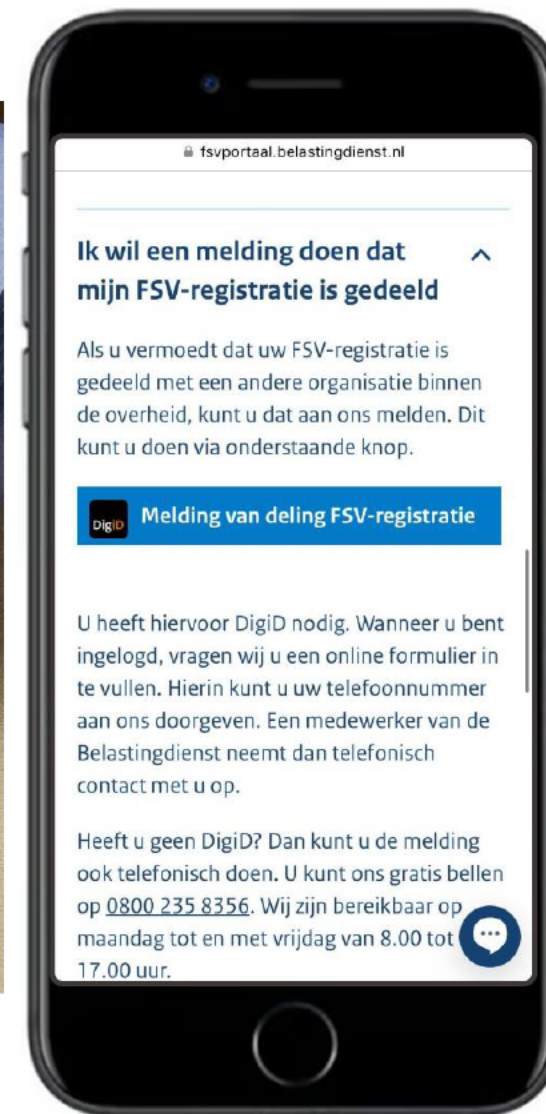 fsvportaal.belastingdienst.nl
Ik wil een melding doen dat
mijn FSV-registratie is gedeeld
Als u vermoedt dat uw FSV-registratie is
gedeeld met een andere organisatie binnen
de overheid, kunt u dat aan ons melden. Dit
kunt u doen via onderstaande knop.
DigiD Melding van deling FSV-registratie
U heeft hiervoor DigiD nodig. Wanneer u bent
ingelogd, vragen wij u een online formulier in
te vullen. Hierin kunt u uw telefoonnummer
aan ons doorgeven. Een medewerker van de
Belastingdienst neemt dan telefonisch
contact met u op.
Heeft u geen DigiD? Dan kunt u de melding
ook telefonisch doen. U kunt ons gratis bellen
op 0800 235 8356. Wij zijn bereikbaar op
maandag tot en met vrijdag van 8.00 tot
17.00 uur.